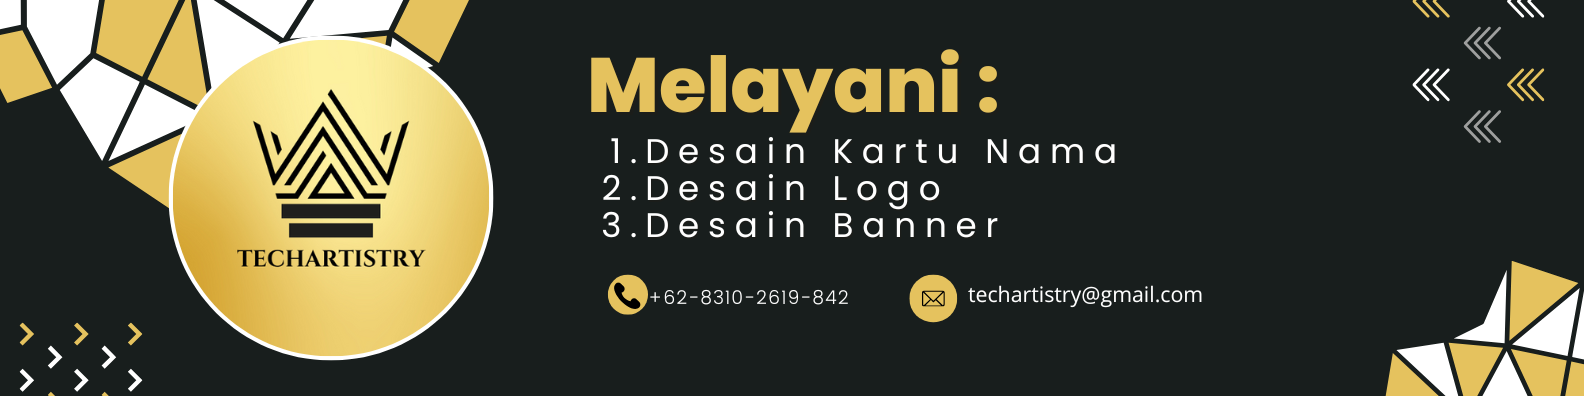 TECHARTISTRY
Melayani :
1.Desain Kartu Nama
2.Desain Logo
3.Desain Banner
+62-8310-2619-842
techartistry@gmail.com